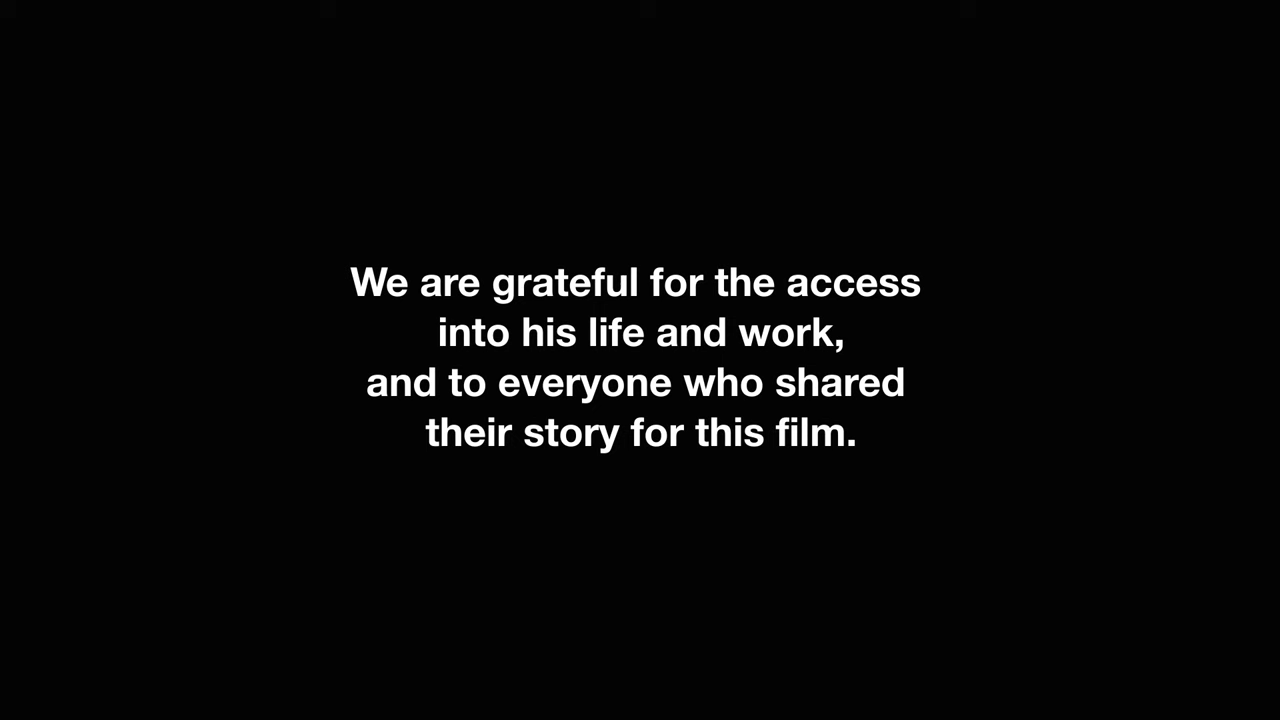 We are grateful for the access
into his life and work,
and to everyone who shared
their story for this film.